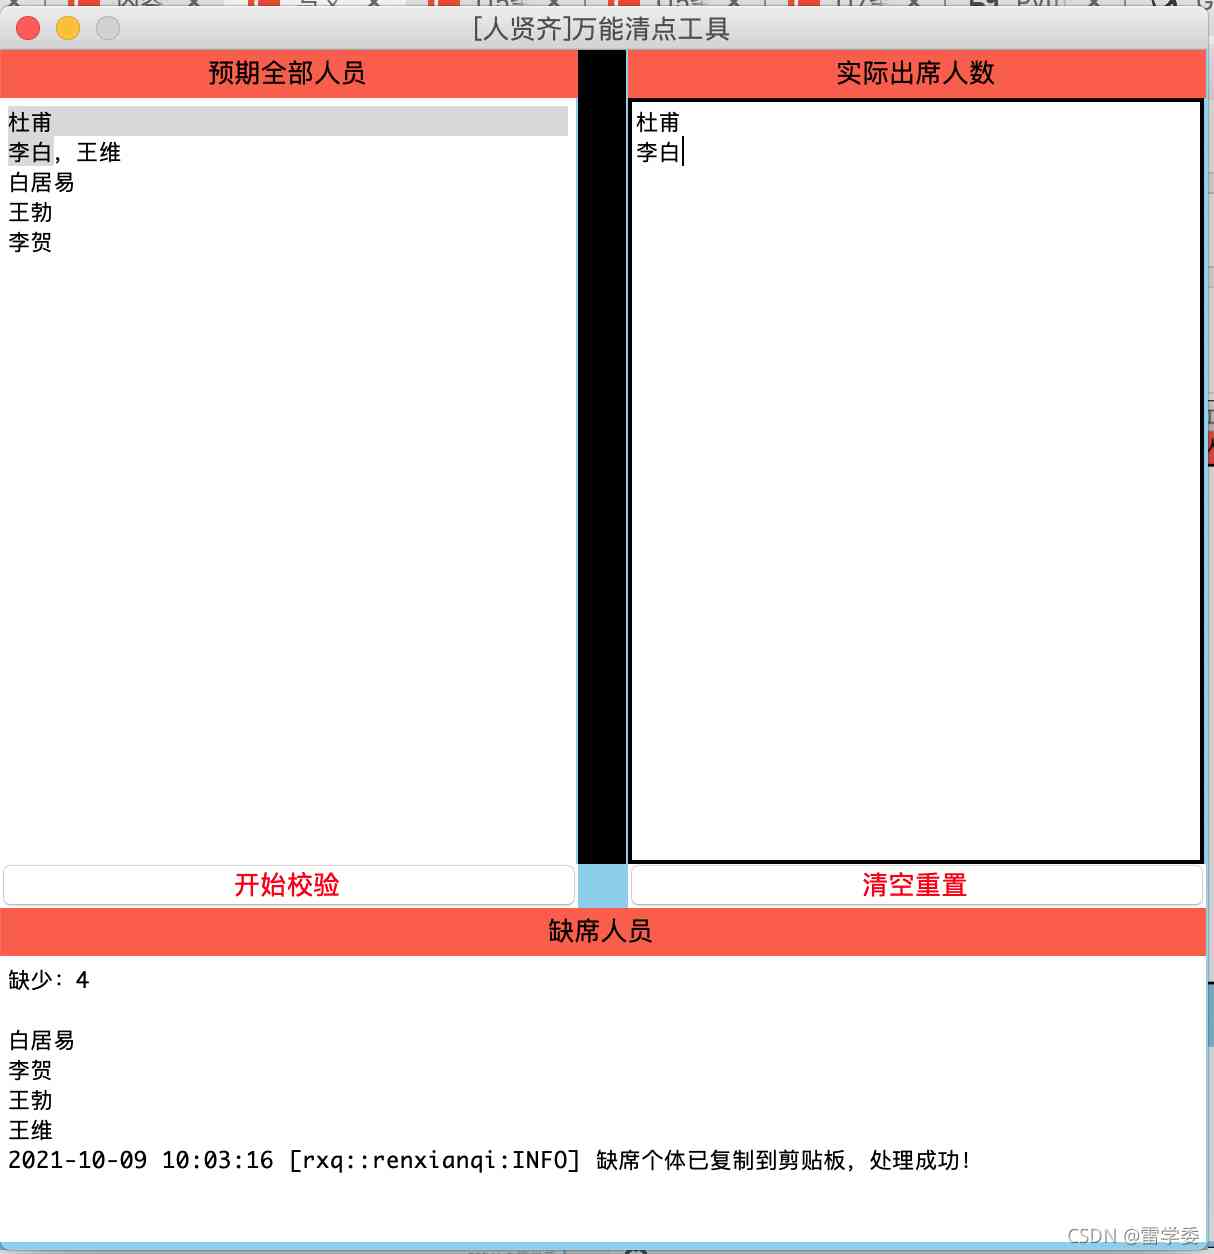 [人贤齐]万能清点工具
预期全部人员
实际出席人数
杜甫
李白，王维
白居易
王勃
李贺
杜甫
李白
开始校验
清空重置
缺席人员
缺少：4
白居易
李贺
王勃
王维
2021-10-09 10:03:16 [rxq::renxianqi:INFO] 缺席个体已复制到剪贴板，处理成功！
CSDN @雷学委